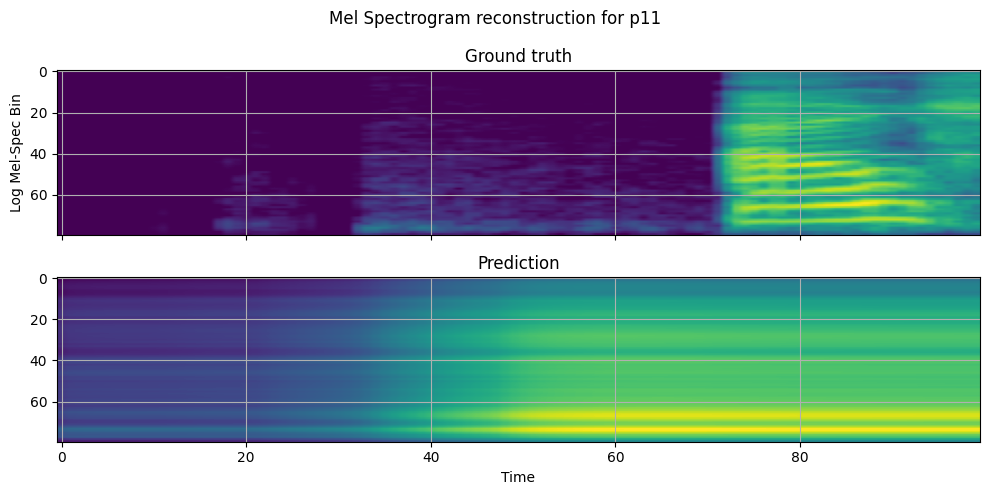 Mel Spectrogram reconstruction for p11
Ground truth
0
20
40
60
Log Mel-Spec Bin
Prediction
0
20
40
60
0 20 40 60 80
Time